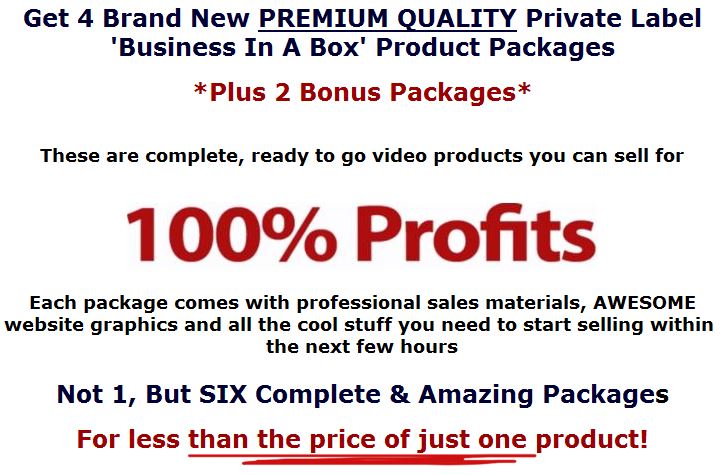 Get 4 Brand New PREMIUM QUALITY Private Label
'Business In A Box' Product Packages
*Plus 2 Bonus Packages*
These are complete, ready to go video products you can sell for
100% Profits
Each package comes with professional sales materials, AWESOME
website graphics and all the cool stuff you need to start selling within
the next few hours
Not 1, But SIX Complete & Amazing Packages
For less than the price of just one product!